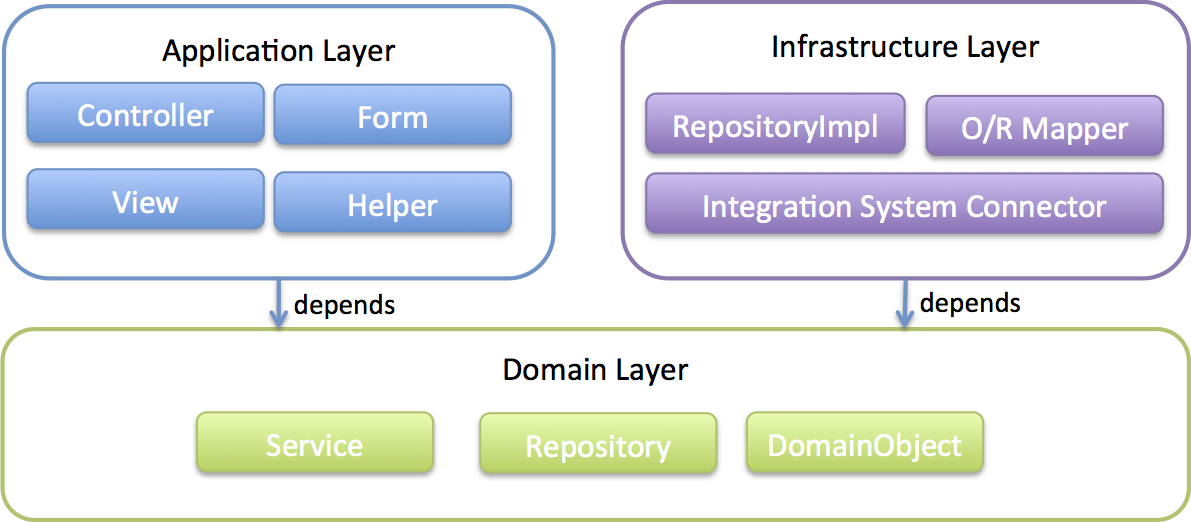 Application Layer
Controller
Form
View
Helper
depends
Infrastructure Layer
RepositoryImpl
O/R Mapper
Integration System Connector
depends
Domain Layer
Service
Repository
DomainObject